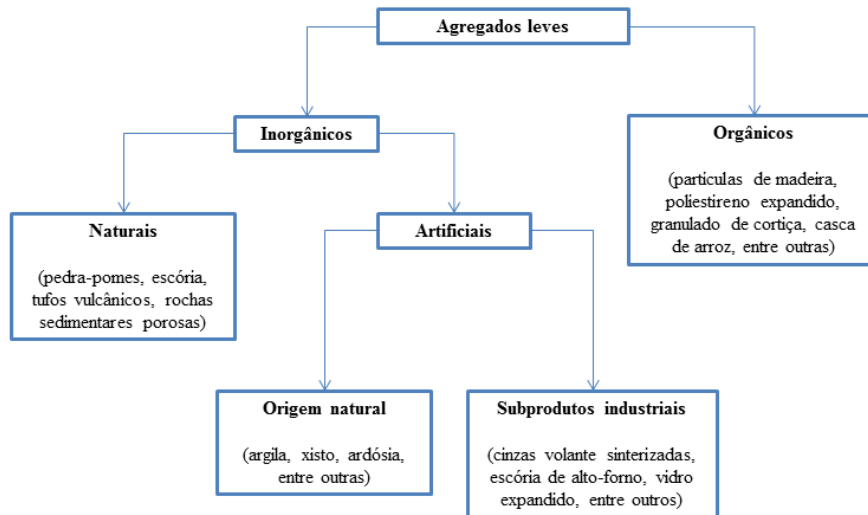 Agregados leves
Inorgânicos
Orgânicos
(partículas de madeira,
poliestireno expandido,
granulado de cortiça, casca
de arroz, entre outras)
Naturais
(pedra-pomes, escória,
tufos vulcânicos, rochas
sedimentares porosas)
Artificiais
Origem natural
(argila, xisto, ardósia,
entre outras)
Subprodutos industriais
(cinzas volante sinterizadas,
escória de alto-forno, vidro
expandido, entre outros)